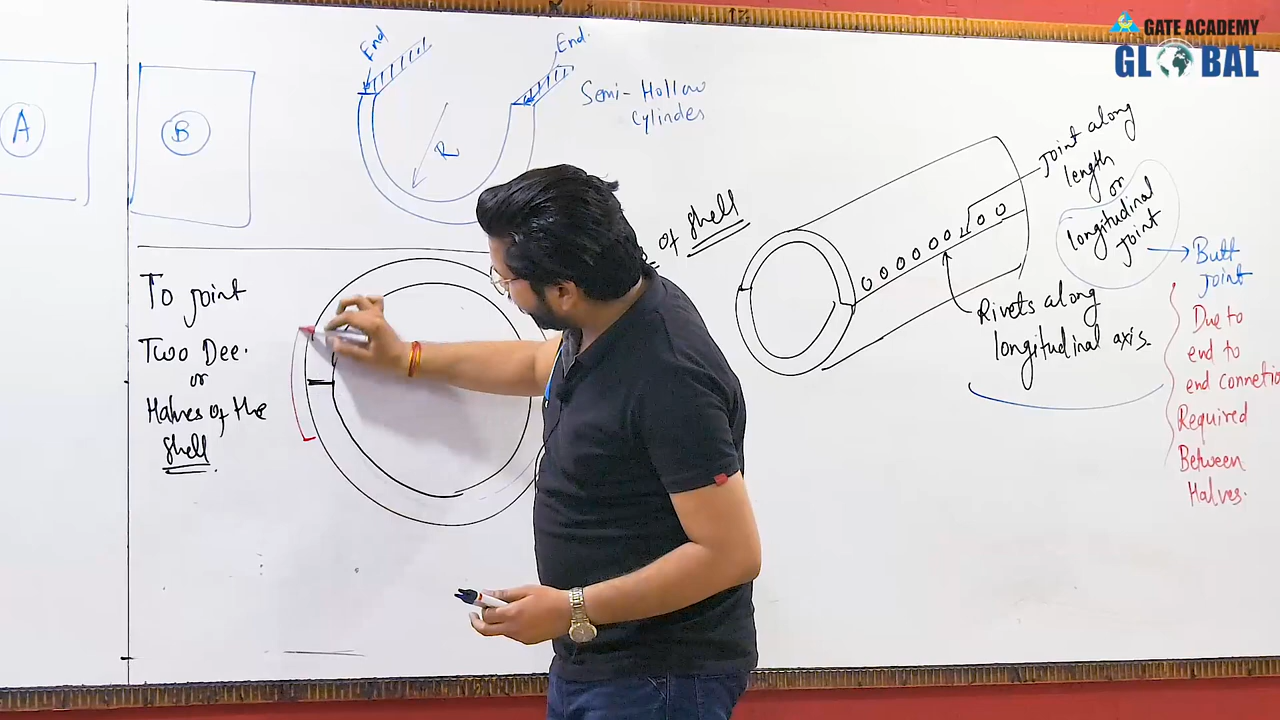 GATE ACADEMY
GLOBAL
A
B
End
End.
R
Semi-Hollow
Cylinder
of shell
To joint
Two Dee.
or
Halves of the
shell.
Joint along
length
or
longitudinal
joint
Butt
joint
Rivets along
longitudinal axis.
Due to
end to
end Connectio
Required
Between
Halves.